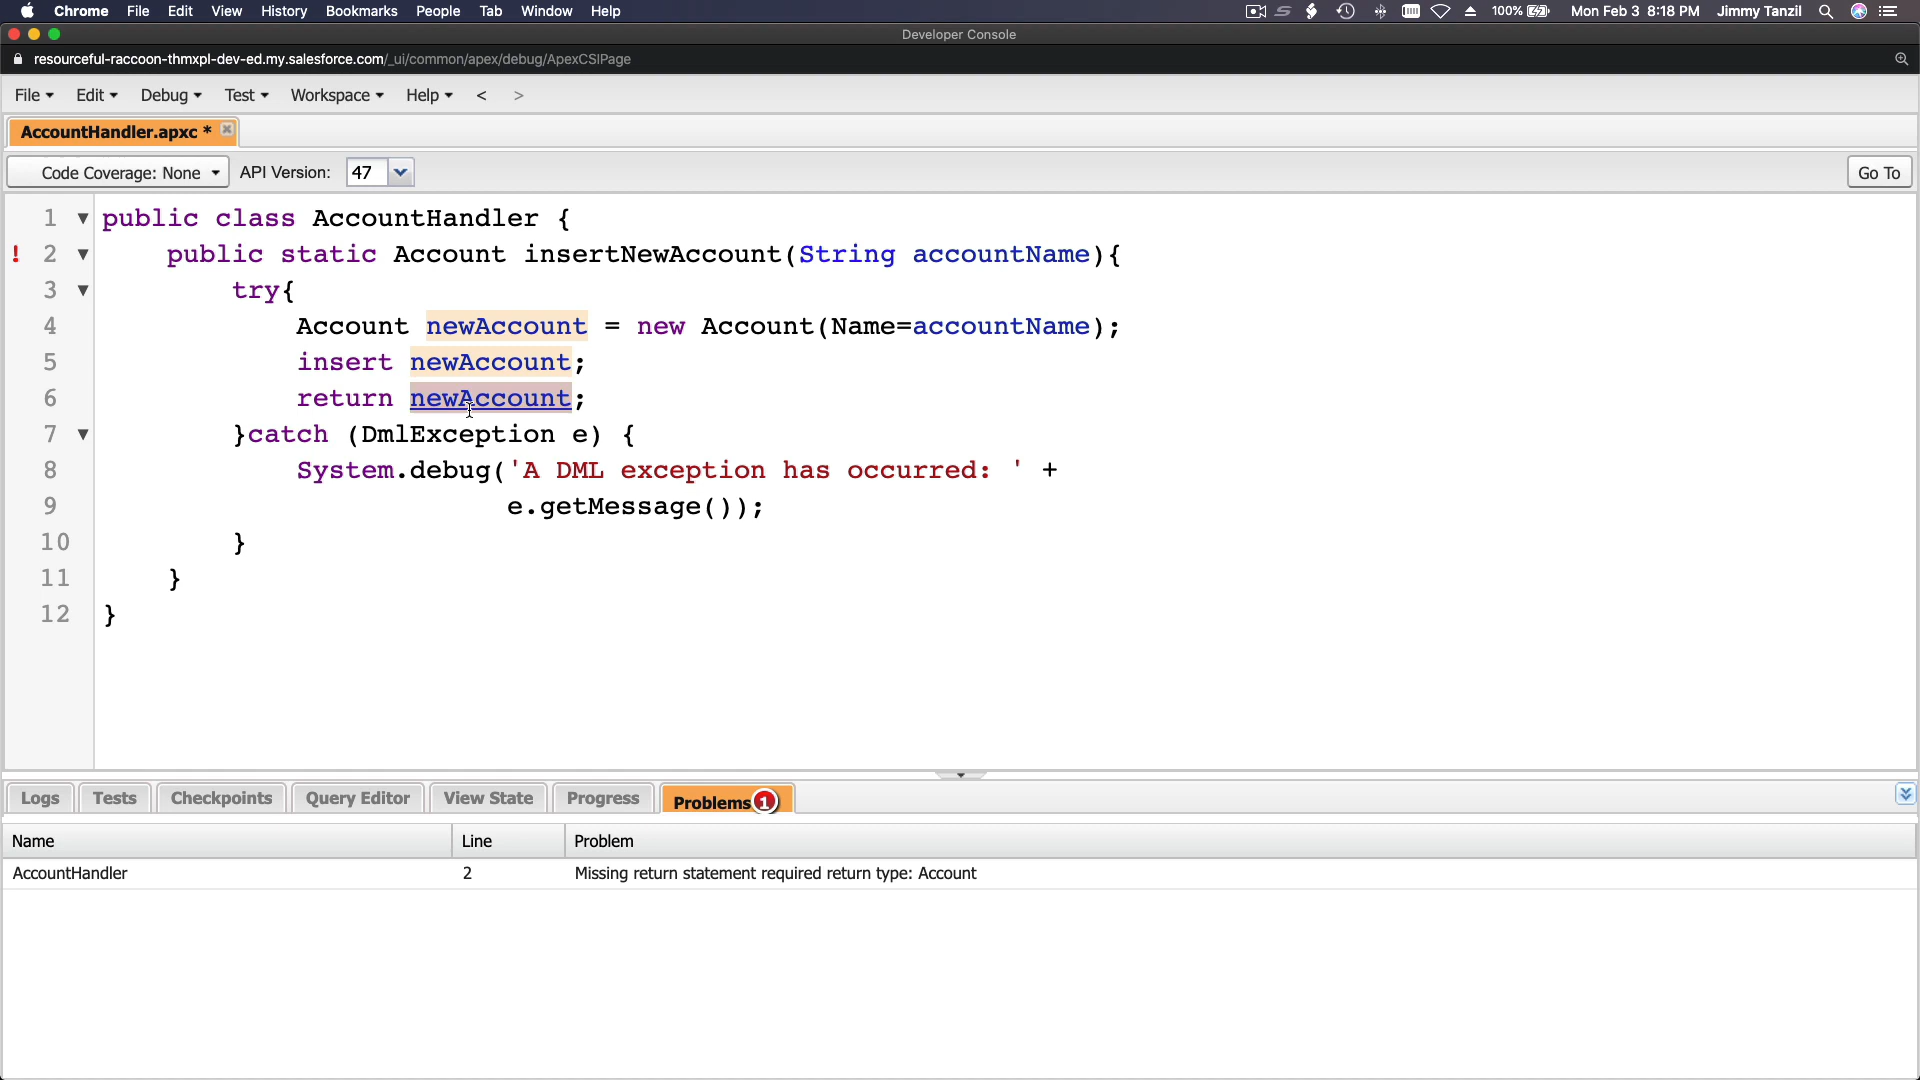 Chrome File Edit View History Bookmarks People Tab Window Help 100% Mon Feb 3 8:18 PM Jimmy Tanzil
Developer Console
resourceful-raccoon-thmxpl-dev-ed.my.salesforce.com/_ui/common/apex/debug/ApexCSIPage
File Edit Debug Test Workspace Help < >
AccountHandler.apxc *
Code Coverage: None API Version: 47 Go To
1 public class AccountHandler {
! 2 public static Account insertNewAccount(String accountName){
3 try{
4 Account newAccount = new Account(Name=accountName);
5 insert newAccount;
6 return newAccount;
7 }catch (DmlException e) {
8 System.debug('A DML exception has occurred: ' +
9 e.getMessage());
10 }
11 }
12 }
Logs Tests Checkpoints Query Editor View State Progress Problems 1
Name Line Problem
AccountHandler 2 Missing return statement required return type: Account